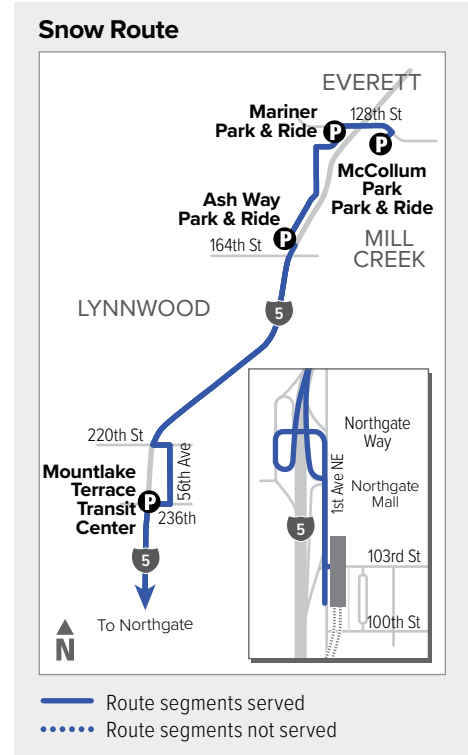 Snow Route
EVERETT
Mariner
Park & Ride
128th St
P
P
McCollum
Park
Park & Ride
Ash Way
Park & Ride
P
164th St
MILL
CREEK
LYNNWOOD
5
220th St
56th Ave
Mountlake
Terrace
Transit
Center
P
236th
5
To Northgate
N
Northgate
Way
1st Ave NE
Northgate
Mall
5
103rd St
100th St
Route segments served
Route segments not served